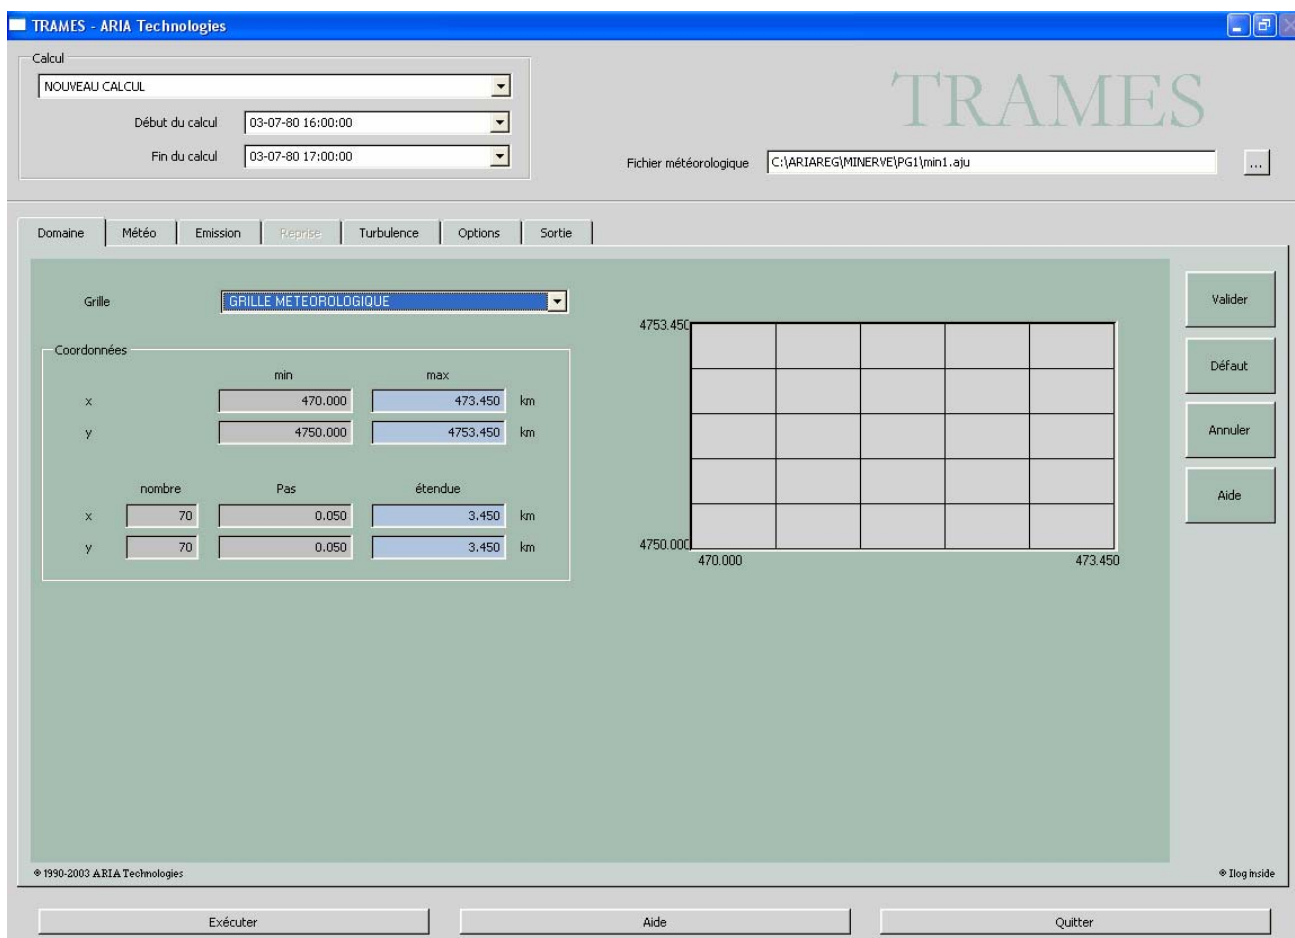 TRAMES - ARIA Technologies
Calcul
NOUVEAU CALCUL
Début du calcul 03-07-80 16:00:00
Fin du calcul 03-07-80 17:00:00
TRAMES
Fichier météorologique C:\ARIAREG\MINERVE\PG1\min1.aju ...
Domaine Météo Emission Reprise Turbulence Options Sortie
Grille GRILLE METEOROLOGIQUE
Coordonnées
min max
x 470.000 473.450 km
y 4750.000 4753.450 km
nombre Pas étendue
x 70 0.050 3.450 km
y 70 0.050 3.450 km
4753.450
4750.000
470.000 473.450
Valider
Défaut
Annuler
Aide
© 1990-2003 ARIA Technologies © Ilog inside
Exécuter Aide Quitter